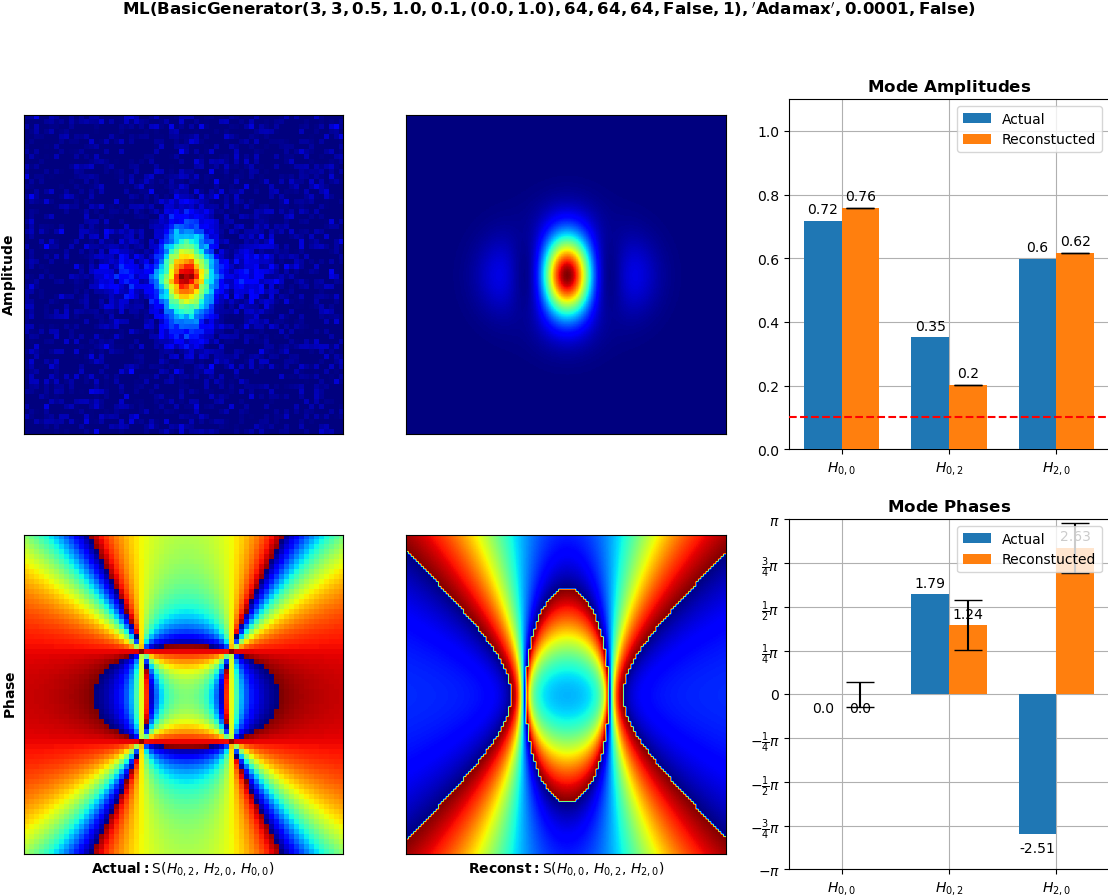 ML(BasicGenerator(3, 3, 0.5, 1.0, 0.1, (0.0, 1.0), 64, 64, 64, False, 1), 'Adamax', 0.0001, False)
Mode Amplitudes
Amplitude
Actual
Reconstucted
1.0
0.8
0.6
0.4
0.2
0.0
0.72
0.76
0.35
0.2
0.6
0.62
H0,0
H0,2
H2,0
Mode Phases
Phase
Actual
Reconstucted
π
3/4π
1/2π
1/4π
0
−1/4π
−1/2π
−3/4π
−π
0.0
0.0
1.79
1.24
-2.51
2.63
H0,0
H0,2
H2,0
Actual: S(H0,2, H2,0, H0,0)
Reconst: S(H0,0, H0,2, H2,0)